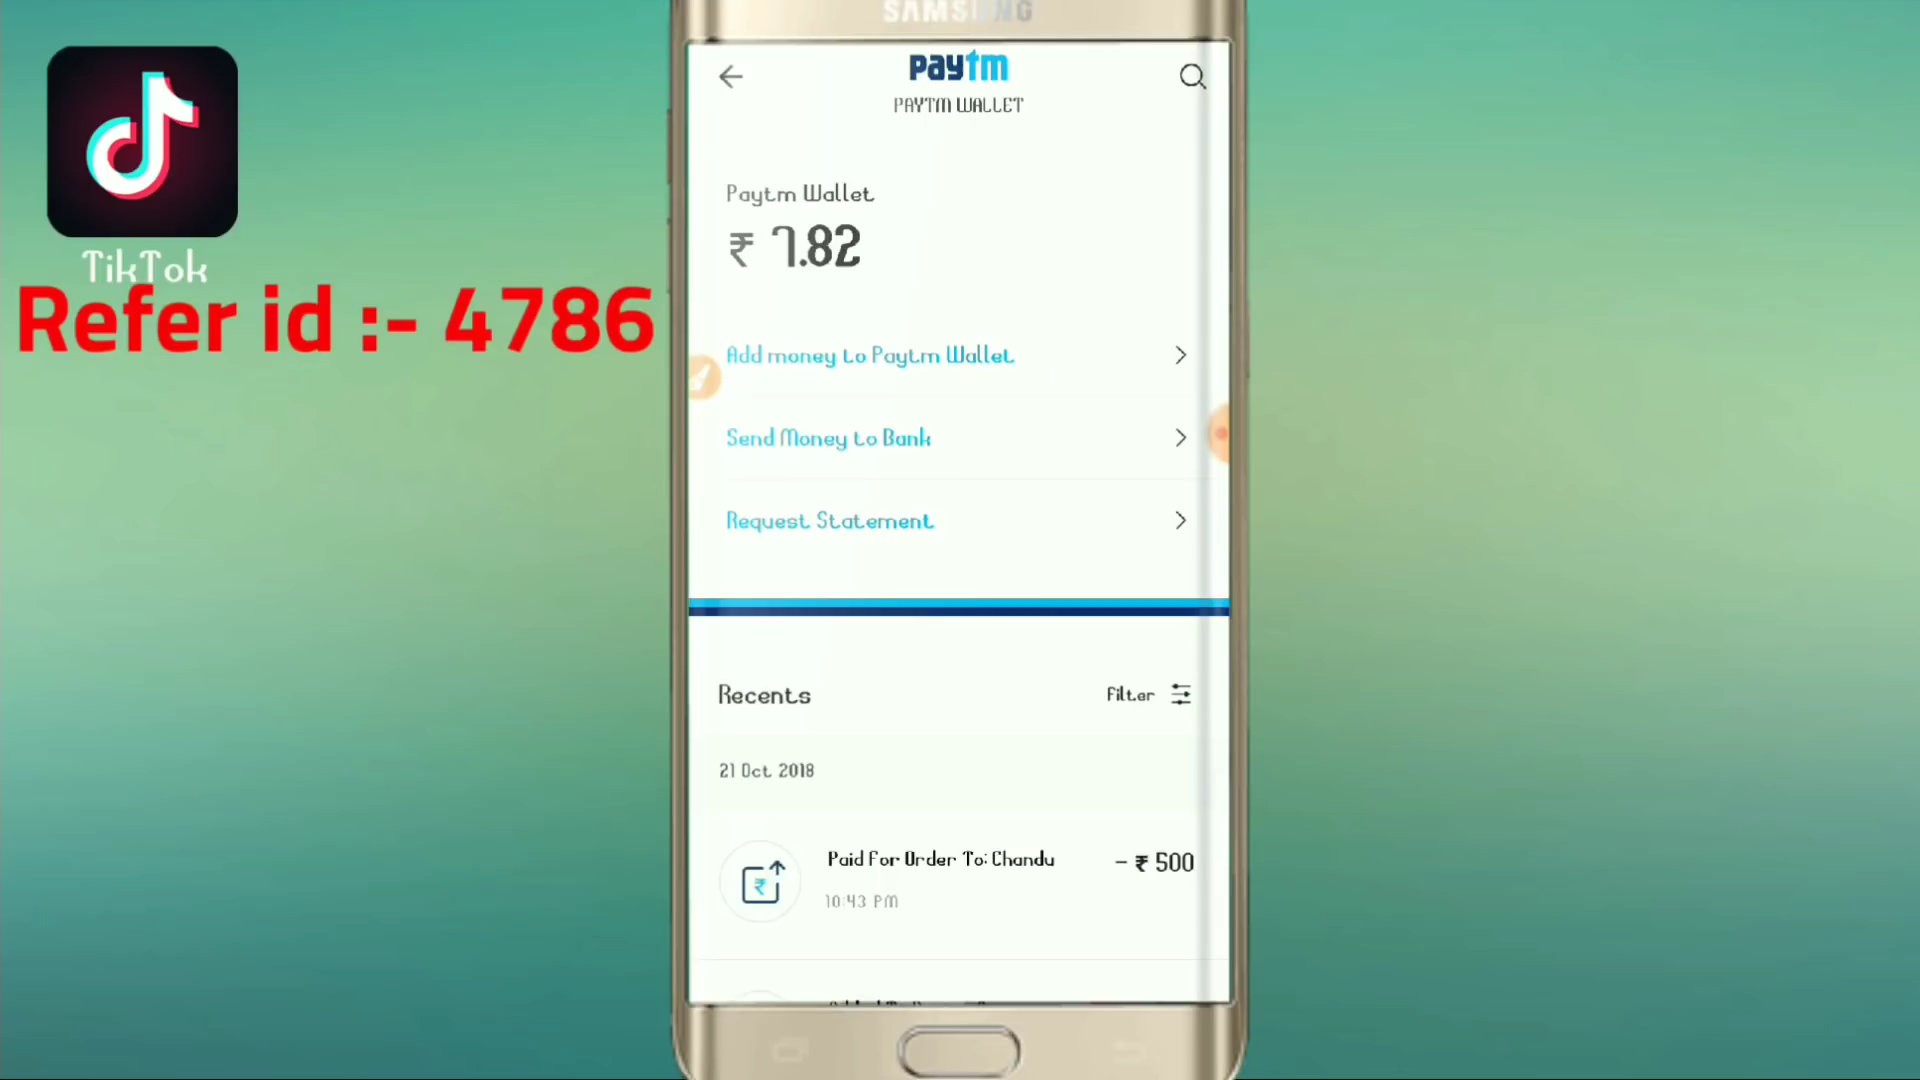 SAMSUNG
paytm
PAYTM WALLET
TikTok
Refer id :- 4786
Paytm Wallet
₹ 7.82
Add money to Paytm Wallet
Send Money to Bank
Request Statement
Recents
Filter
21 Oct 2018
Paid For Order To: Chandu
- ₹ 500
10:43 PM